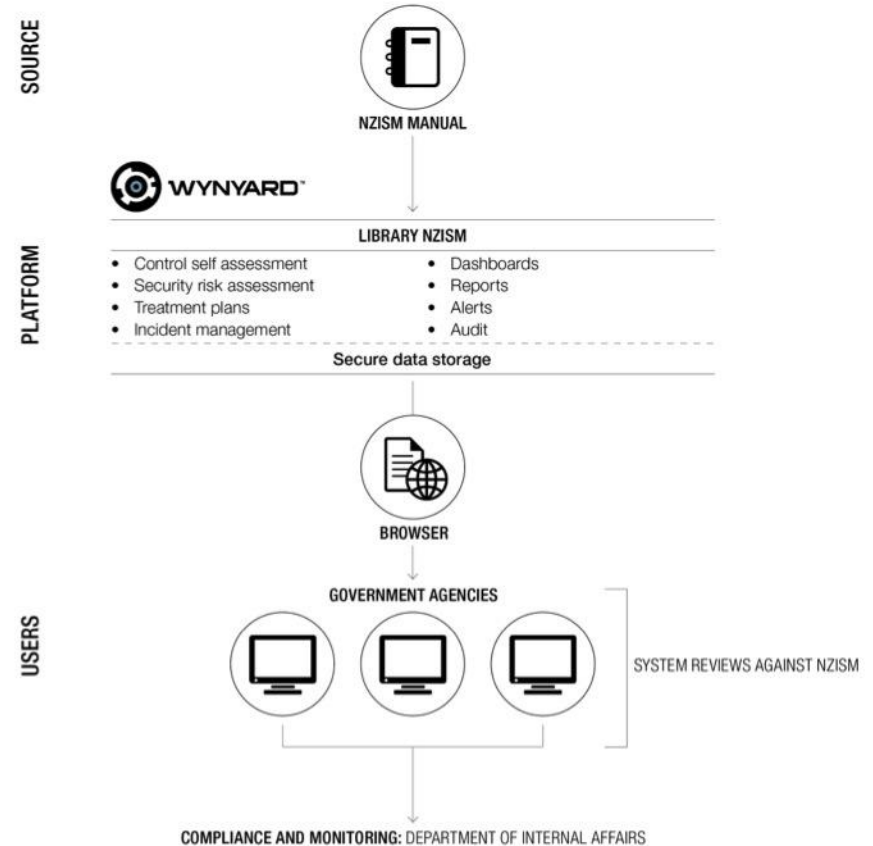 SOURCE
NZISM MANUAL
WYNYARD™
PLATFORM
LIBRARY NZISM
• Control self assessment
• Security risk assessment
• Treatment plans
• Incident management
• Dashboards
• Reports
• Alerts
• Audit
Secure data storage
BROWSER
USERS
GOVERNMENT AGENCIES
SYSTEM REVIEWS AGAINST NZISM
COMPLIANCE AND MONITORING: DEPARTMENT OF INTERNAL AFFAIRS